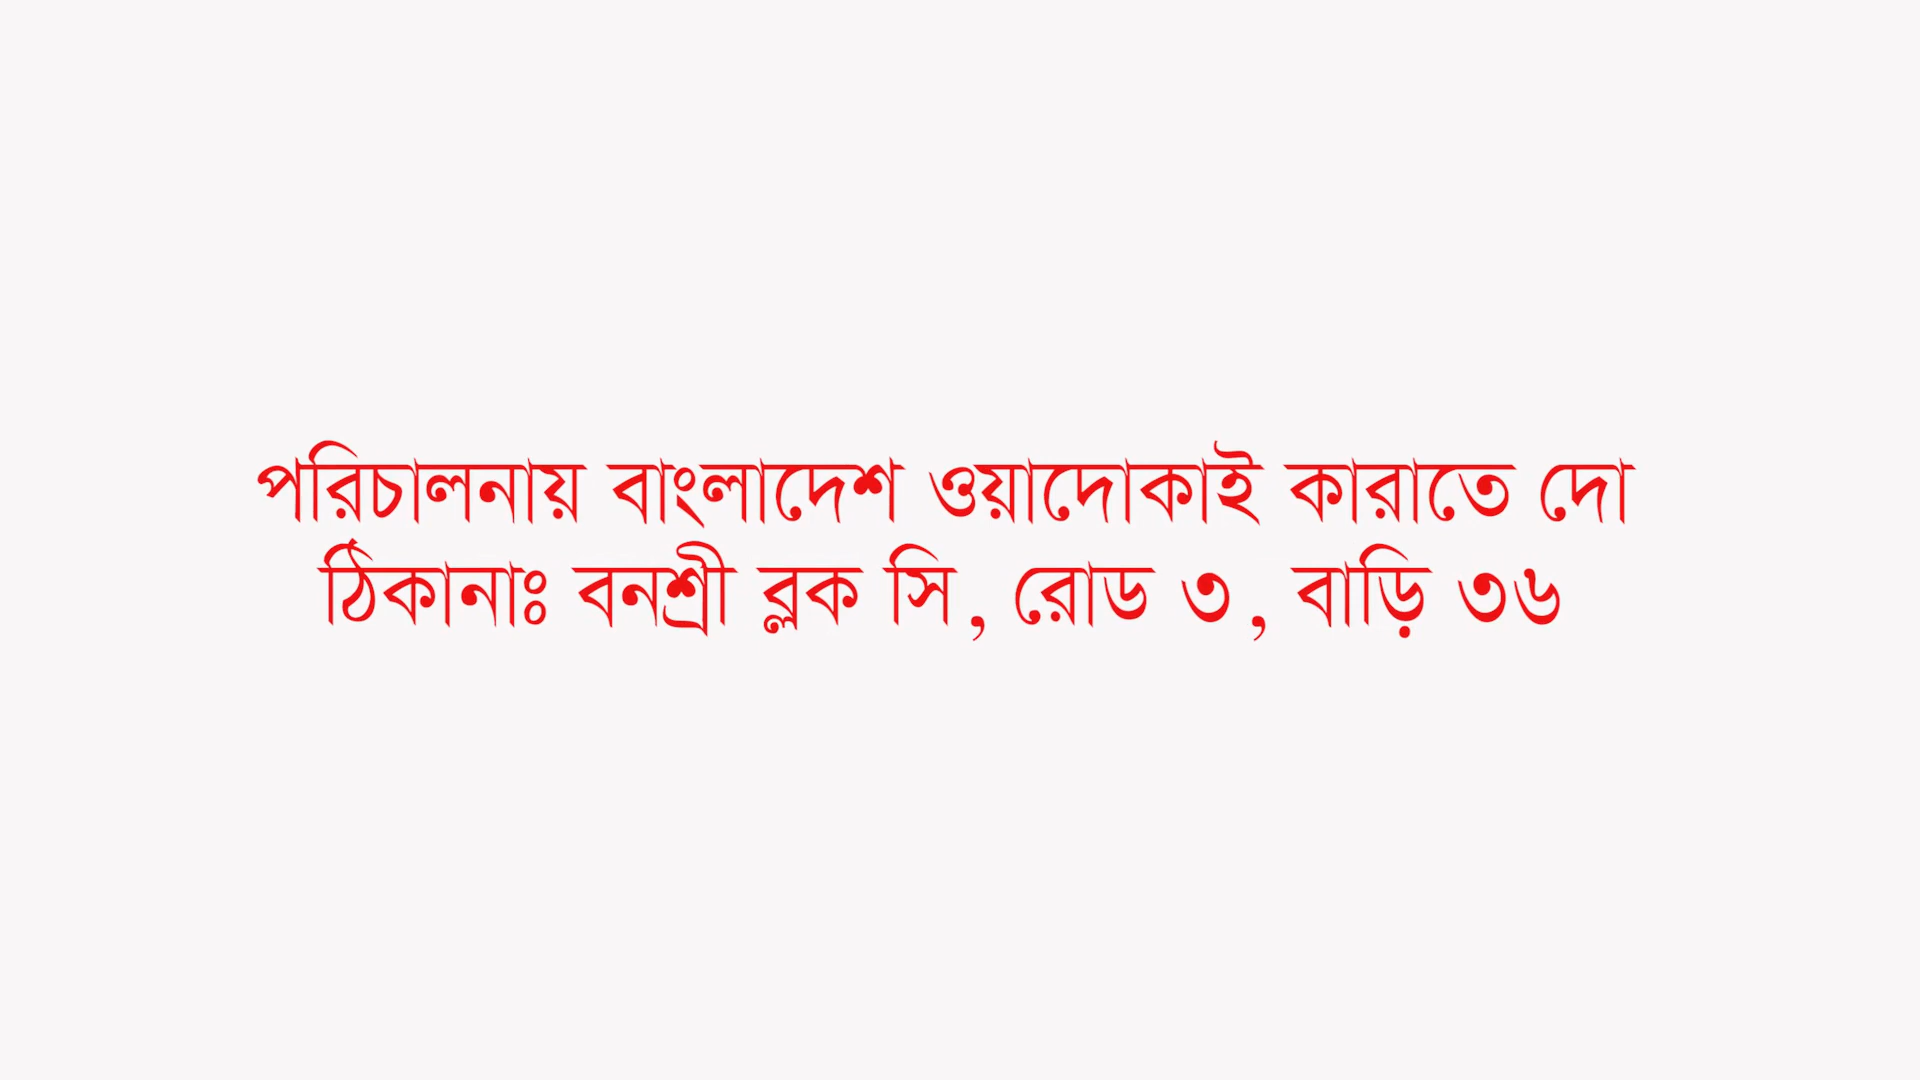 পরিচালনায় বাংলাদেশ ওয়াদোকাই কারাতে দো
ঠিকানাঃ বনশ্রী ব্লক সি, রোড ৩, বাড়ি ৩৬